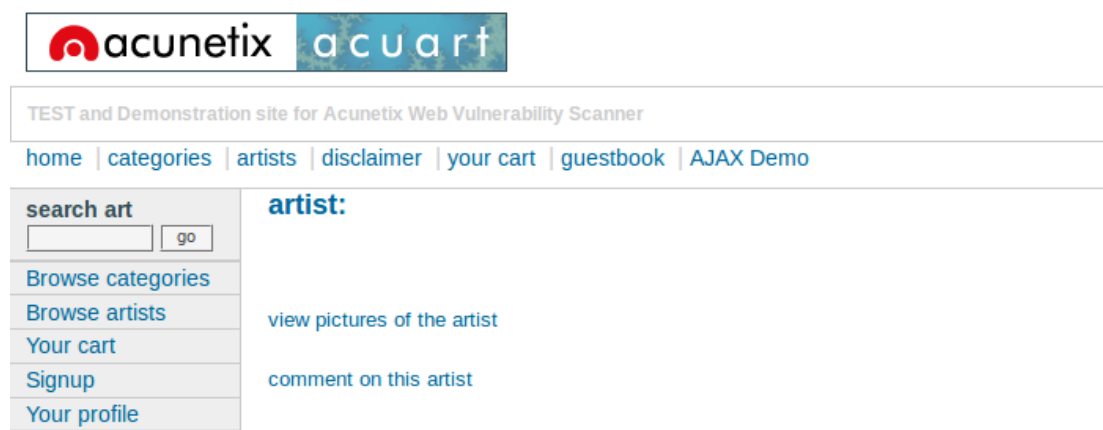 acunetix acuart
TEST and Demonstration site for Acunetix Web Vulnerability Scanner
home | categories | artists | disclaimer | your cart | guestbook | AJAX Demo
search art
go
artist:
Browse categories
Browse artists
Your cart
Signup
Your profile
view pictures of the artist
comment on this artist